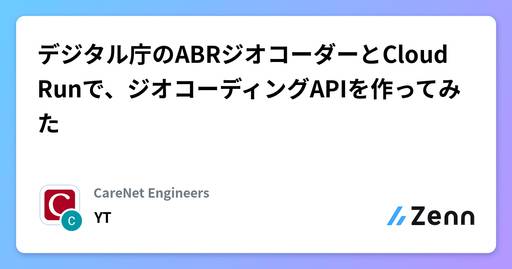 デジタル庁のABRジオコーダーとCloud
Runで、ジオコーディングAPIを作ってみ
た
CareNet Engineers
C
C
YT
Zenn